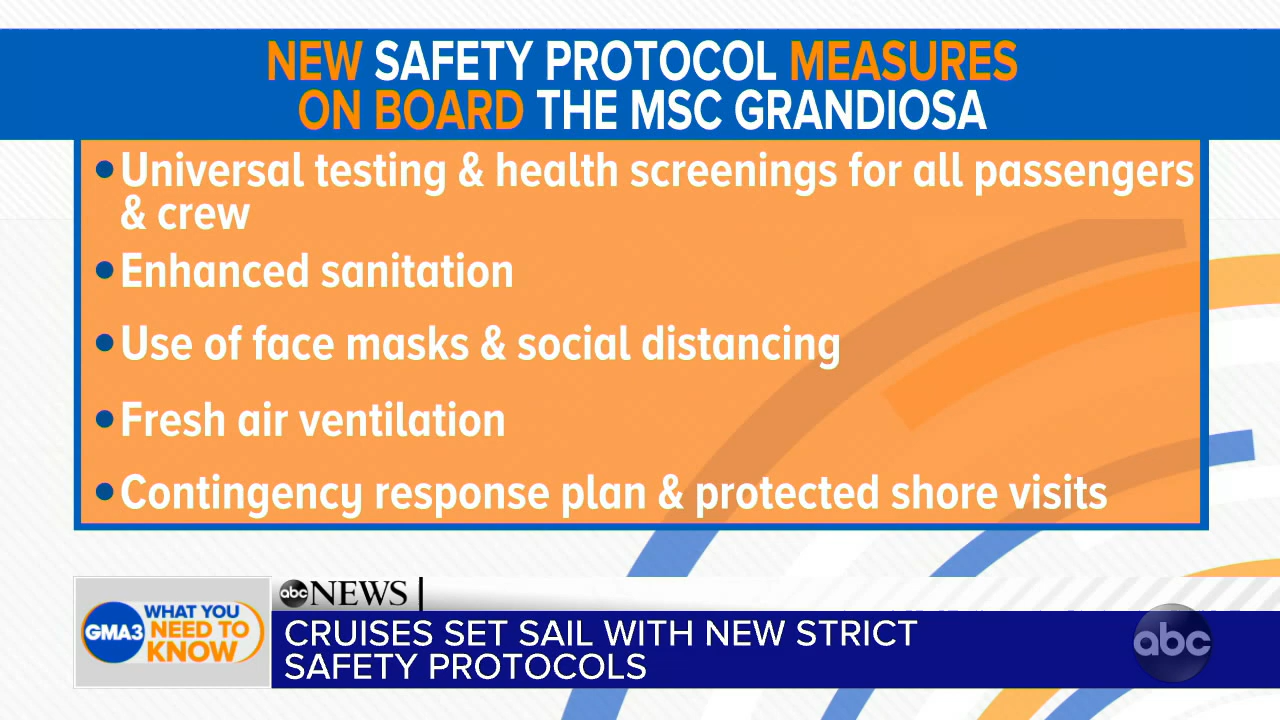 NEW SAFETY PROTOCOL MEASURES
ON BOARD THE MSC GRANDIOSA
• Universal testing & health screenings for all passengers
& crew
• Enhanced sanitation
• Use of face masks & social distancing
• Fresh air ventilation
• Contingency response plan & protected shore visits
abc NEWS
GMA3 WHAT YOU
NEED TO
KNOW
CRUISES SET SAIL WITH NEW STRICT
SAFETY PROTOCOLS
abc